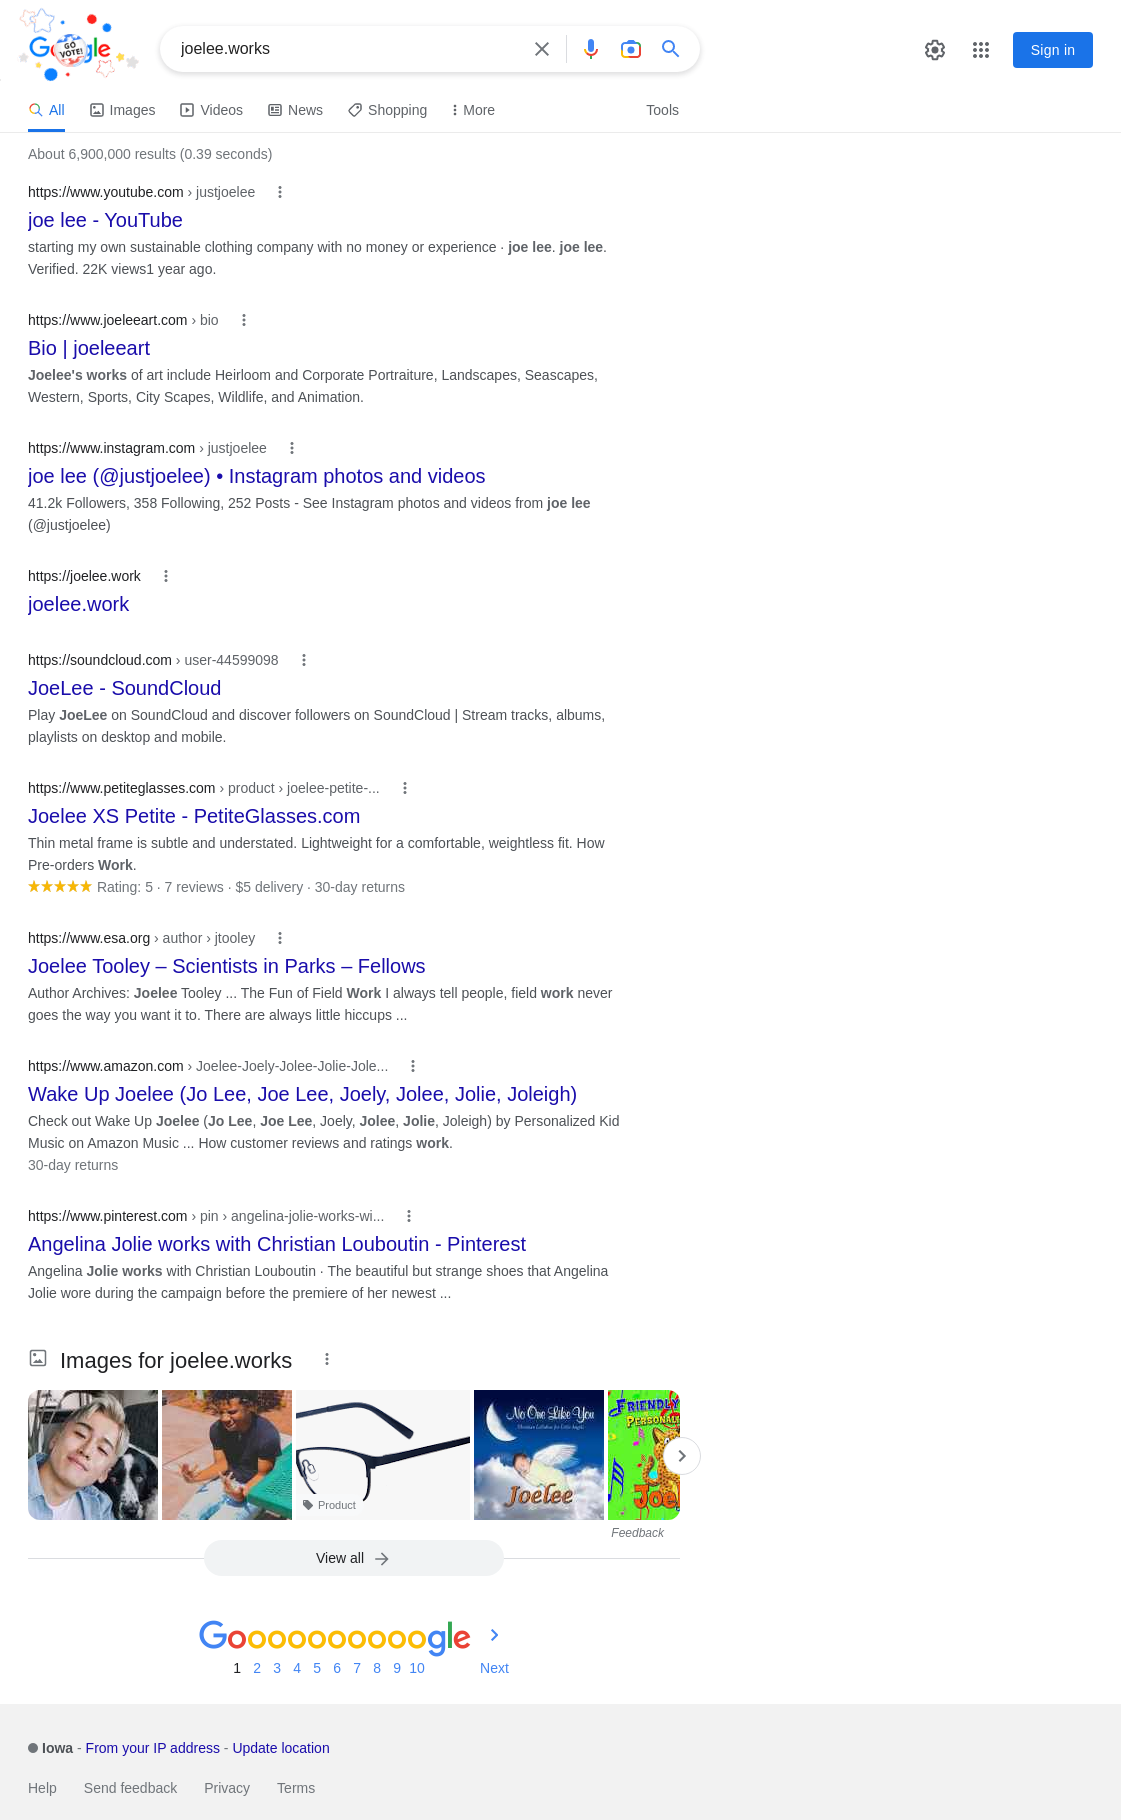 Google
GO VOTE!
joelee.works
Sign in
All
Images
Videos
News
Shopping
More
Tools
About 6,900,000 results (0.39 seconds)
https://www.youtube.com › justjoelee
joe lee - YouTube
starting my own sustainable clothing company with no money or experience · joe lee. joe lee.
Verified. 22K views1 year ago.
https://www.joeleeart.com › bio
Bio | joeleeart
Joelee's works of art include Heirloom and Corporate Portraiture, Landscapes, Seascapes,
Western, Sports, City Scapes, Wildlife, and Animation.
https://www.instagram.com › justjoelee
joe lee (@justjoelee) • Instagram photos and videos
41.2k Followers, 358 Following, 252 Posts - See Instagram photos and videos from joe lee
(@justjoelee)
https://joelee.work
joelee.work
https://soundcloud.com › user-44599098
JoeLee - SoundCloud
Play JoeLee on SoundCloud and discover followers on SoundCloud | Stream tracks, albums,
playlists on desktop and mobile.
https://www.petiteglasses.com › product › joelee-petite-...
Joelee XS Petite - PetiteGlasses.com
Thin metal frame is subtle and understated. Lightweight for a comfortable, weightless fit. How
Pre-orders Work.
Rating: 5 · 7 reviews · $5 delivery · 30-day returns
https://www.esa.org › author › jtooley
Joelee Tooley – Scientists in Parks – Fellows
Author Archives: Joelee Tooley ... The Fun of Field Work I always tell people, field work never
goes the way you want it to. There are always little hiccups ...
https://www.amazon.com › Joelee-Joely-Jolee-Jolie-Jole...
Wake Up Joelee (Jo Lee, Joe Lee, Joely, Jolee, Jolie, Joleigh)
Check out Wake Up Joelee (Jo Lee, Joe Lee, Joely, Jolee, Jolie, Joleigh) by Personalized Kid
Music on Amazon Music ... How customer reviews and ratings work.
30-day returns
https://www.pinterest.com › pin › angelina-jolie-works-wi...
Angelina Jolie works with Christian Louboutin - Pinterest
Angelina Jolie works with Christian Louboutin · The beautiful but strange shoes that Angelina
Jolie wore during the campaign before the premiere of her newest ...
Images for joelee.works
No One Like You
Christian Lullabies for Little Angels
Joelee
FRIENDLY
PERSONA
Joe
Product
Feedback
View all
Goooooooooogle
1 2 3 4 5 6 7 8 9 10 Next
Iowa - From your IP address - Update location
Help Send feedback Privacy Terms